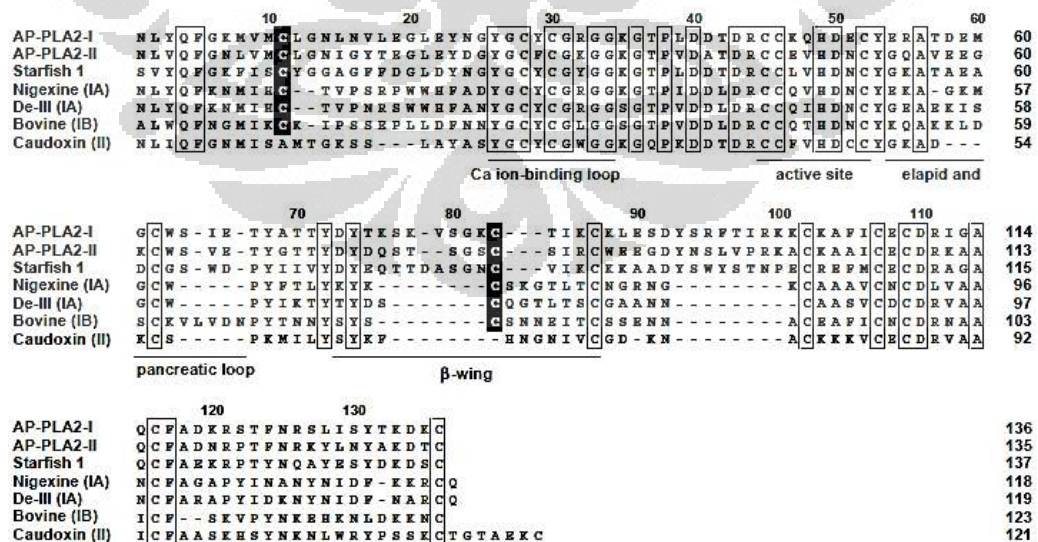 10 20 30 40 50 60
AP-PLA2-I NLYQFGKMVMCLGNLNVLEGLEYNGYGCYCGRGGKGTPLDDTDRCCKQHDECYERATDEM 60
AP-PLA2-II NLVQFGNLVMCLGNIGYTEGLEYDGYGCYCGKGGKGTPVDATDRCCEVHDNCYGQAVEEG 60
Starfish 1 SVYQFGKFVSCYGGAGFFDGLDYNGYGCYCGYGGKGTPLDDTDRCCLVHDNCYGKATAEA 60
Nigexine (IA) NLYQFKNMIHC--TVPSRPWWHFADYGCYCGRGGKGTPIDDLDRCCQVHDNCYEKA-GKM 57
De-III (IA) NLYQFKNMIHC--TVPNRSWWHFANYGCYCGRGGSGTPVDDLDRCCQIHDNCYGEAEKIS 58
Bovine (IB) ALWQFNGMIKCK-IPSSEPLLDFNNYGCYCGLGGSGTPVDDLDRCCQTHDNCYKQAKKLD 59
Caudoxin (II) NLIQFGNMISAMTGKSS---LAYASYGCYCGWGGKGQPKDDTDRCCFVHDCCYGKAD--- 54
Ca ion-binding loop active site elapid and
70 80 90 100 110
AP-PLA2-I GCWS-IE-TYATTYDYTKSK-VSGKC---TIKCKLESDYSRFTIRKKCKAFICECDRIGA 114
AP-PLA2-II KCWS-VE-TYGTTYDYDQST--SGSC---SIRCWEEGDYNSLVPRKACKAAICECDRKAA 113
Starfish 1 DCGS-WD-PYIIVYDYEQTTDASGNC---VIKCKKAADYSWYSTNPECREFMCECDRAGA 115
Nigexine (IA) GCW-----PYFTLYKYK--------CSKGTLTCNGRNG-------KCAAAVCNCDLVAA 96
De-III (IA) GCW-----PYIKTYTYDS-------CQGTLTSCGAANN--------CAASVCDCDRVAA 97
Bovine (IB) SCKVLVDNPYTNNYSYS--------CSNNEITCSSENN--------ACEAFICNCDRNAA 103
Caudoxin (II) KCS-----PKMILYSYKF-------HNGNIVCGD-KN--------ACKKKVCECDRVAA 92
pancreatic loop β-wing
120 130
AP-PLA2-I QCFADKRSTFNRSLISYTKDKC 136
AP-PLA2-II QCFADNRPTFNRKYLNYAKDTC 135
Starfish 1 QCFAEKRPTYNQAYESYDKDSC 137
Nigexine (IA) NCFAGAPYINANYNIDF-KKRCQ 118
De-III (IA) NCFARAPYIDKNYNIDF-NARCQ 119
Bovine (IB) ICF--SKVPYNKEHKNLDKKNC 123
Caudoxin (II) ICFAASKHSYNKNLWRYPSSKCTGTAEKC 121